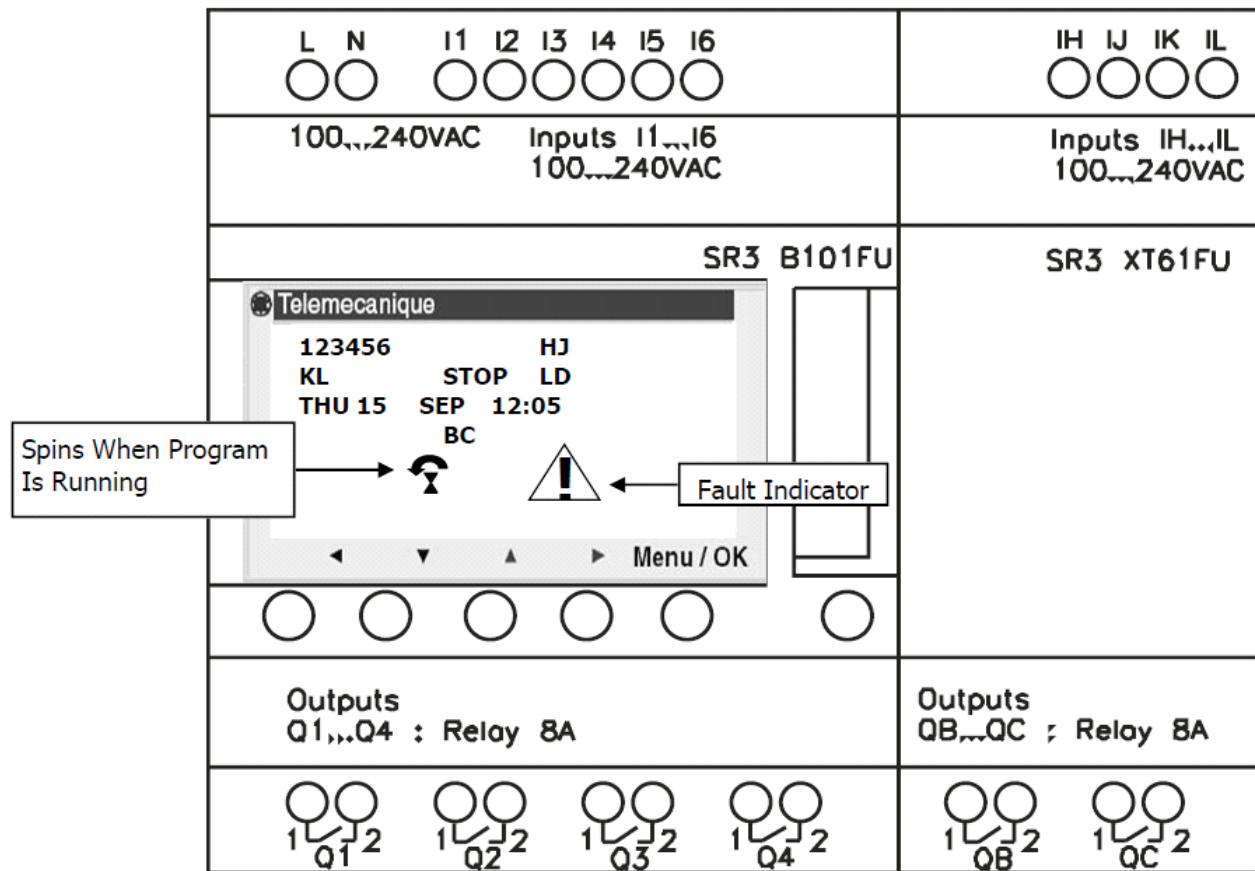 L N I1 I2 I3 I4 I5 I6 IH IJ IK IL
100...240VAC Inputs I1...I6 Inputs IH...IL
100...240VAC 100...240VAC
SR3 B101FU SR3 XT61FU
Telemecanique
123456 HJ
KL STOP LD
THU 15 SEP 12:05
BC
Spins When Program
Is Running
!
Fault Indicator
Menu / OK
Outputs Outputs
Q1...Q4 : Relay 8A QB...QC ; Relay 8A
1 2 1 2 1 2 1 2 1 2 1 2
Q1 Q2 Q3 Q4 QB QC